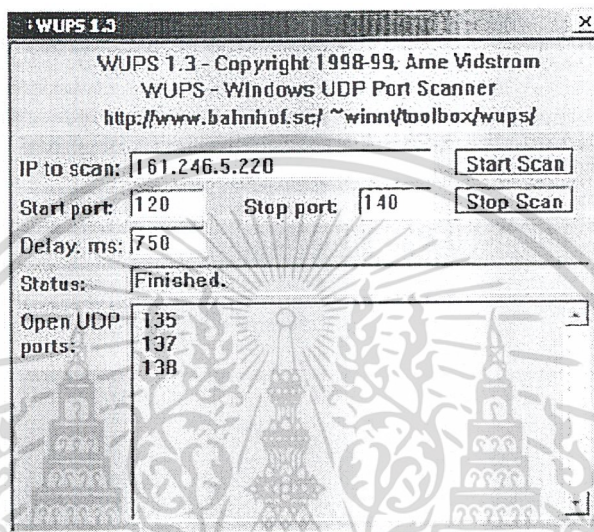 WUPS 1.3
WUPS 1.3 - Copyright 1998-99, Arne Vidstrom
WUPS - Windows UDP Port Scanner
http://www.bahnhof.se/~winnt/toolbox/wups/
IP to scan: 161.246.5.220 Start Scan
Start port: 120 Stop port: 140 Stop Scan
Delay. ms: 750
Status: Finished.
Open UDP ports:
135
137
138